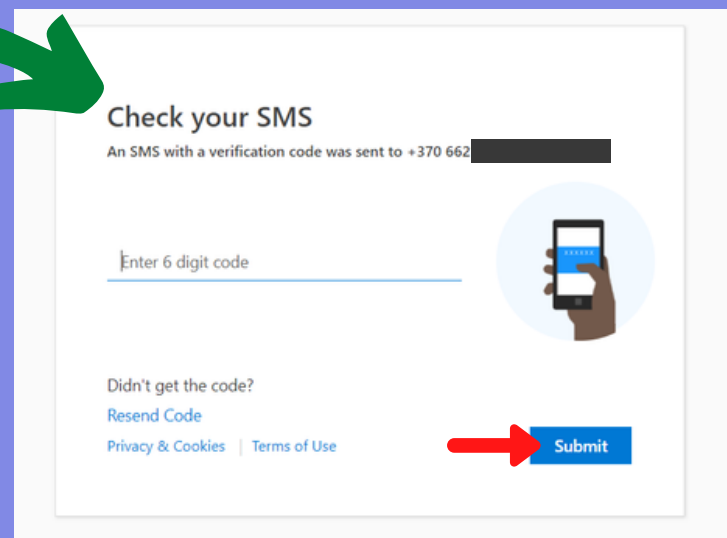 Check your SMS
An SMS with a verification code was sent to +370 662
Enter 6 digit code
Didn't get the code?
Resend Code
Privacy & Cookies | Terms of Use
Submit